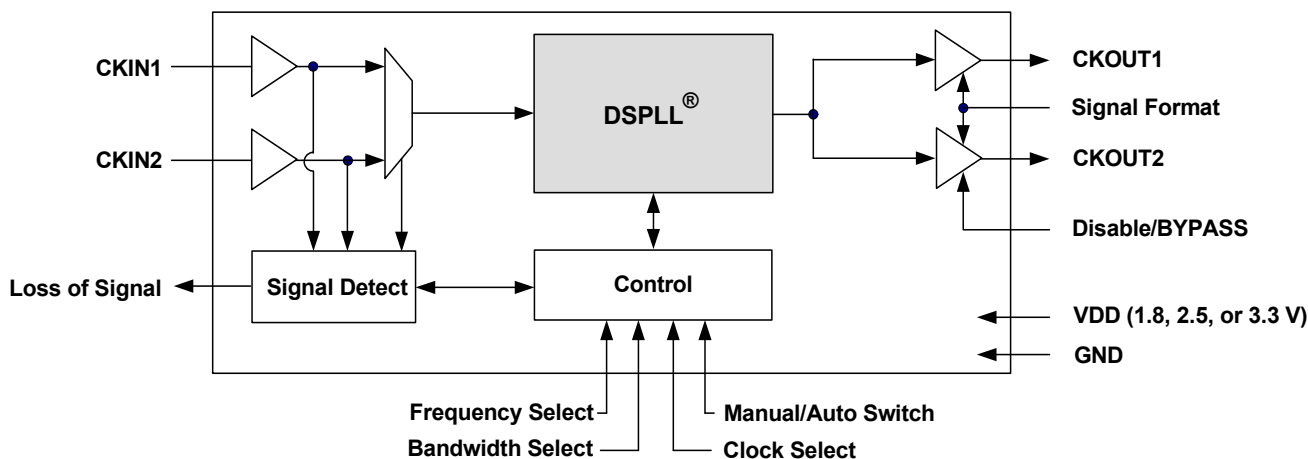 CKIN1
CKIN2
DSPLL®
CKOUT1
Signal Format
CKOUT2
Disable/BYPASS
Loss of Signal
Signal Detect
Control
VDD (1.8, 2.5, or 3.3 V)
GND
Frequency Select
Manual/Auto Switch
Bandwidth Select
Clock Select